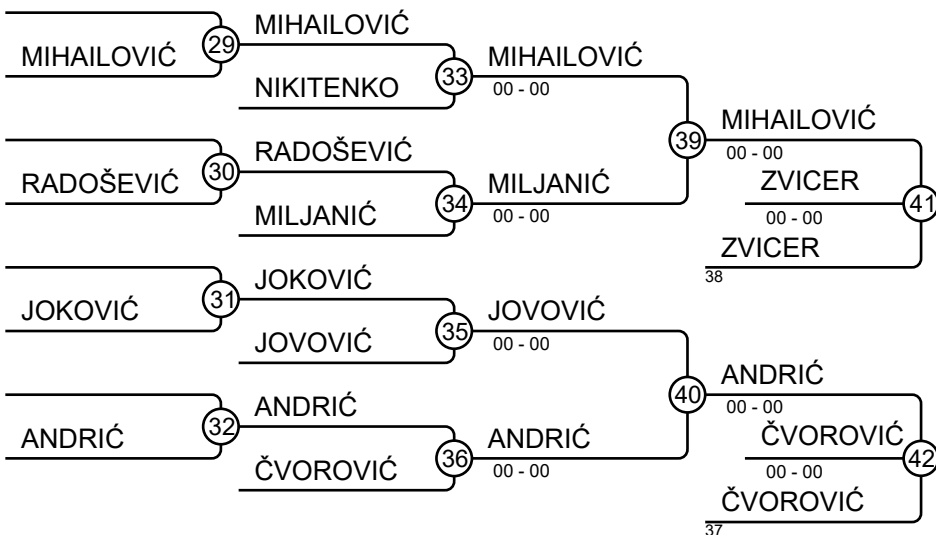 MIHAILOVIĆ
29
MIHAILOVIĆ
NIKITENKO
33
MIHAILOVIĆ
00 - 00
RADOŠEVIĆ
30
RADOŠEVIĆ
MILJANIĆ
34
MILJANIĆ
00 - 00
39
MIHAILOVIĆ
00 - 00
ZVICER
00 - 00
41
ZVICER
38
JOKOVIĆ
31
JOKOVIĆ
JOVOVIĆ
35
JOVOVIĆ
00 - 00
ANDRIĆ
32
ANDRIĆ
ČVOROVIĆ
36
ANDRIĆ
00 - 00
40
ANDRIĆ
00 - 00
ČVOROVIĆ
00 - 00
42
ČVOROVIĆ
37